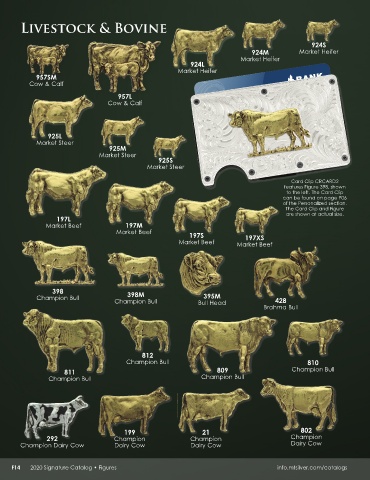 LIVESTOCK & BOVINE
957SM
Cow & Calf
957L
Cow & Calf
924L
Market Heifer
924M
Market Heifer
924S
Market Heifer
BANK
925L
Market Steer
925M
Market Steer
925S
Market Steer
Card Clip CRCARD2
features Figure 398, shown
to the left. The Card Clip
can be found on page P06
of the Personalized section.
The Card Clip and Figure
are shown at actual size.
197L
Market Beef
197M
Market Beef
197S
Market Beef
197XS
Market Beef
398
Champion Bull
398M
Champion Bull
395M
Bull Head
428
Brahma Bull
811
Champion Bull
812
Champion Bull
809
Champion Bull
810
Champion Bull
292
Champion Dairy Cow
199
Champion
Dairy Cow
21
Champion
Dairy Cow
802
Champion
Dairy Cow
F14 2020 Signature Catalog • Figures
info.mtsilver.com/catalogs